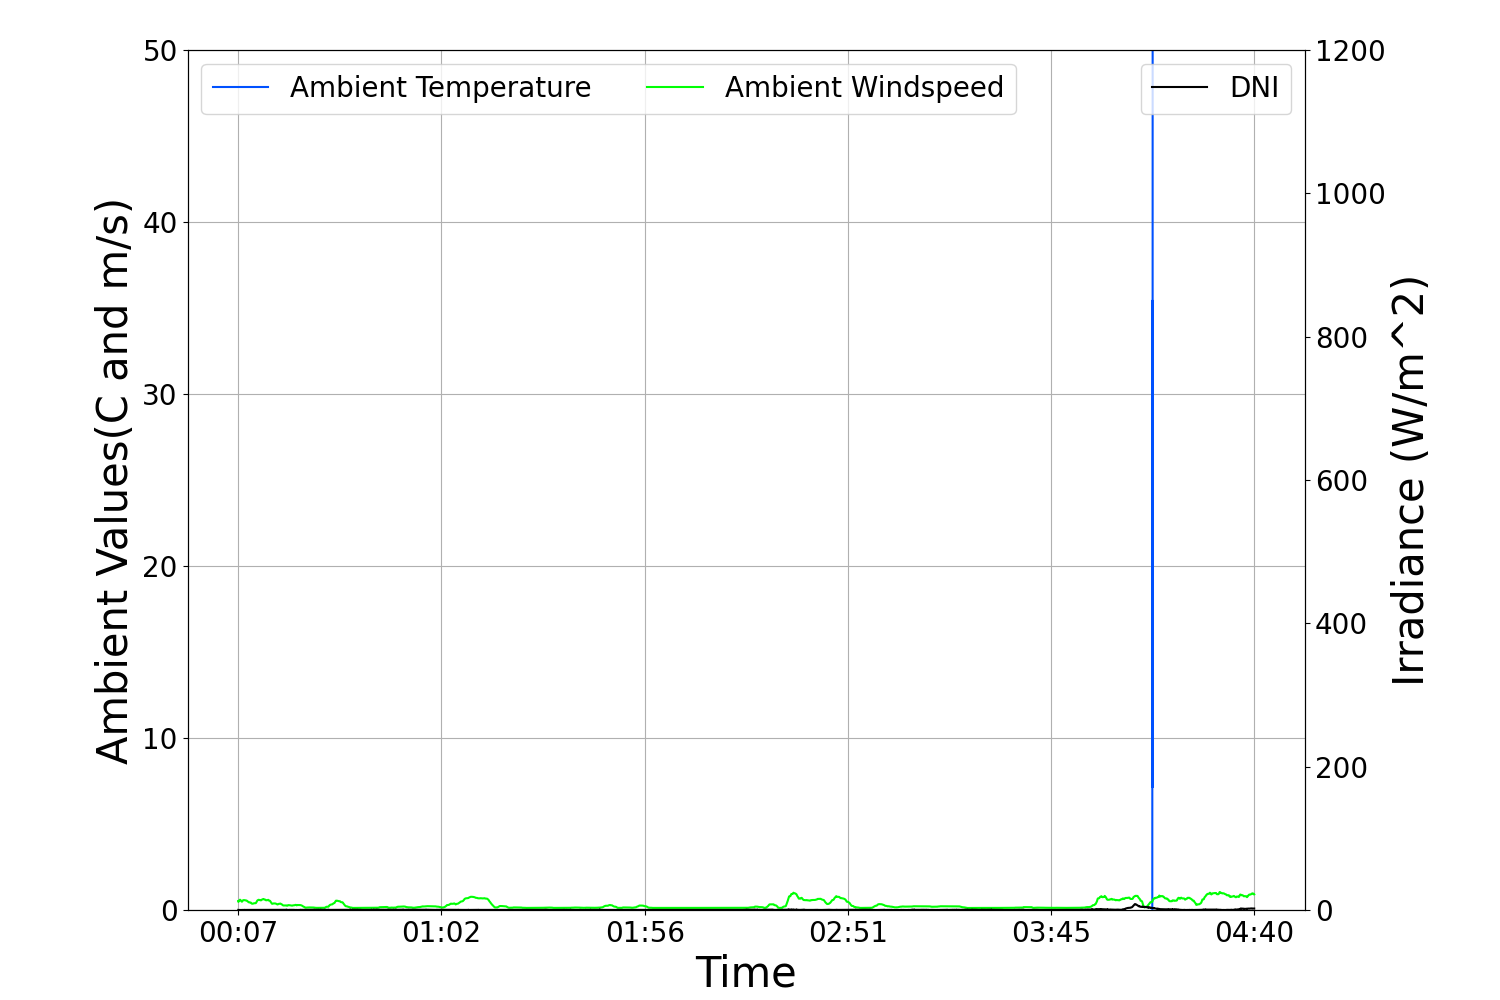 Ambient Temperature Ambient Windspeed DNI
50
40
30
20
10
0
Ambient Values(C and m/s)
1200
1000
800
600
400
200
0
Irradiance (W/m^2)
00:07 01:02 01:56 02:51 03:45 04:40
Time